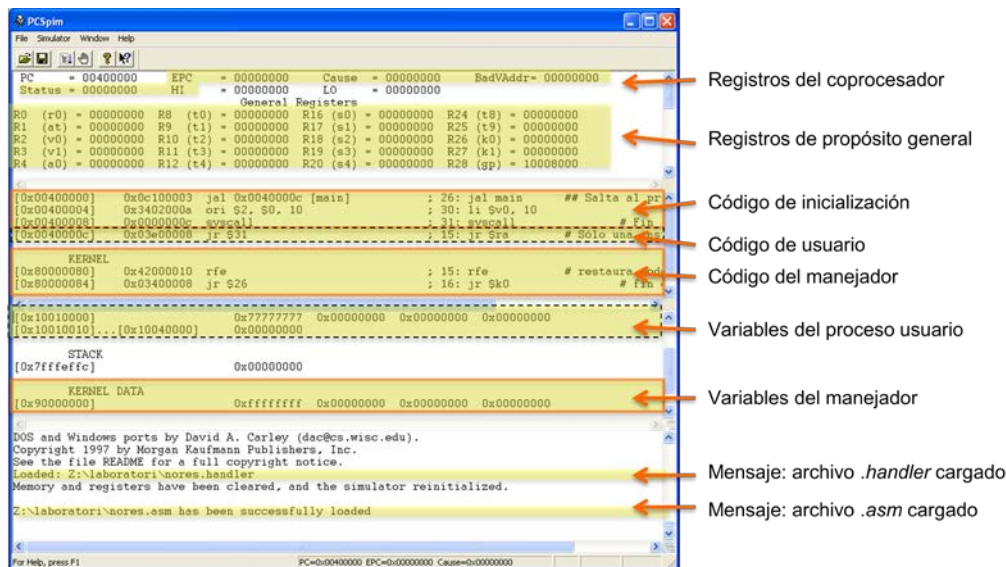 PCSpim
File Simulator Window Help
PC = 00400000 EPC = 00000000 Cause = 00000000 BadVAddr= 00000000
Status = 00000000 HI = 00000000 LO = 00000000
General Registers
R0 (r0) = 00000000 R8 (t0) = 00000000 R16 (s0) = 00000000 R24 (t8) = 00000000
R1 (at) = 00000000 R9 (t1) = 00000000 R17 (s1) = 00000000 R25 (t9) = 00000000
R2 (v0) = 00000000 R10 (t2) = 00000000 R18 (s2) = 00000000 R26 (k0) = 00000000
R3 (v1) = 00000000 R11 (t3) = 00000000 R19 (s3) = 00000000 R27 (k1) = 00000000
R4 (a0) = 00000000 R12 (t4) = 00000000 R20 (s4) = 00000000 R28 (gp) = 10008000
[0x00400000] 0x0c100003 jal 0x0040000c [main] ; 26: jal main ## Salta al pr
[0x00400004] 0x3402000a ori $2, $0, 10 ; 30: li $v0, 10
[0x00400008] 0x0000000c syscall ; 31: syscall # Fin
[0x0040000c] 0x03e00008 jr $31 ; 15: jr $ra # Sólo una ins
KERNEL
[0x80000080] 0x42000010 rfe ; 15: rfe # restaura
[0x80000084] 0x03400008 jr $26 ; 16: jr $k0 # fin
[0x10010000] 0x77777777 0x00000000 0x00000000 0x00000000
[0x10010010]...[0x10040000] 0x00000000
STACK
[0x7fffeffc] 0x00000000
KERNEL DATA
[0x90000000] 0xffffffff 0x00000000 0x00000000 0x00000000
DOS and Windows ports by David A. Carley (dac@cs.wisc.edu).
Copyright 1997 by Morgan Kaufmann Publishers, Inc.
See the file README for a full copyright notice.
Loaded: Z:\laboratori\nores.handler
Memory and registers have been cleared, and the simulator reinitialized.
Z:\laboratori\nores.asm has been successfully loaded
For Help, press F1 PC=0x00400000 EPC=0x00000000 Cause=0x00000000
Registros del coprocesador
Registros de propósito general
Código de inicialización
Código de usuario
Código del manejador
Variables del proceso usuario
Variables del manejador
Mensaje: archivo .handler cargado
Mensaje: archivo .asm cargado